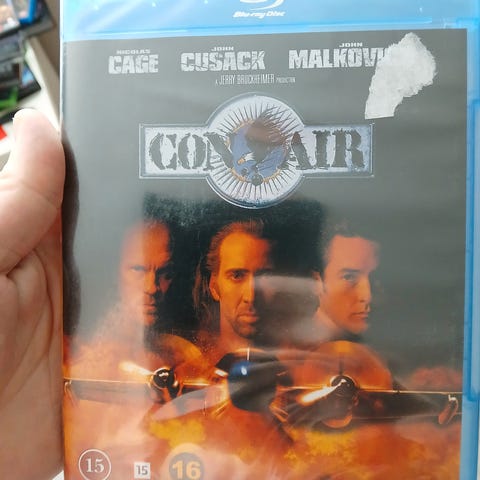 Blu-ray Disc
NICOLAS JOHN JOHN
CAGE CUSACK MALKOV
A JERRY BRUCKHEIMER PRODUCTION
CON AIR
15 15 16